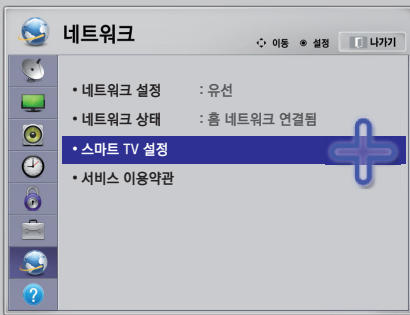 네트워크
이동 설정 나가기
• 네트워크 설정 : 유선
• 네트워크 상태 : 홈 네트워크 연결됨
• 스마트 TV 설정
• 서비스 이용약관
?